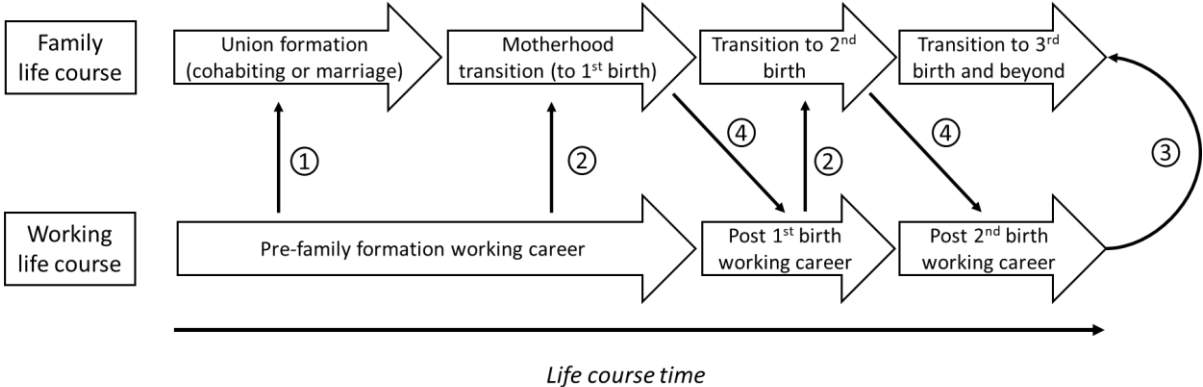 Family
life course
Union formation
(cohabiting or marriage)
Motherhood
transition (to 1st birth)
Transition to 2nd
birth
Transition to 3rd
birth and beyond
①
②
④
②
④
③
Working
life course
Pre-family formation working career
Post 1st birth
working career
Post 2nd birth
working career
Life course time